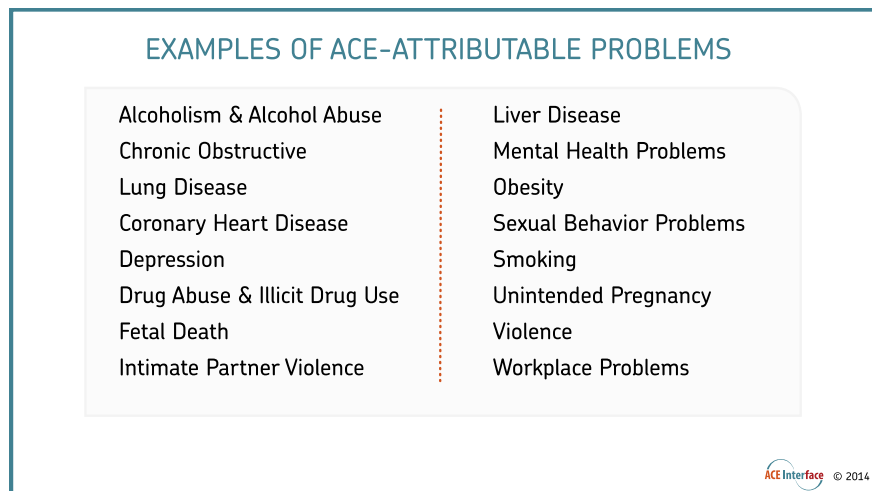 EXAMPLES OF ACE-ATTRIBUTABLE PROBLEMS
Alcoholism & Alcohol Abuse
Chronic Obstructive
Lung Disease
Coronary Heart Disease
Depression
Drug Abuse & Illicit Drug Use
Fetal Death
Intimate Partner Violence
Liver Disease
Mental Health Problems
Obesity
Sexual Behavior Problems
Smoking
Unintended Pregnancy
Violence
Workplace Problems
ACE Interface © 2014